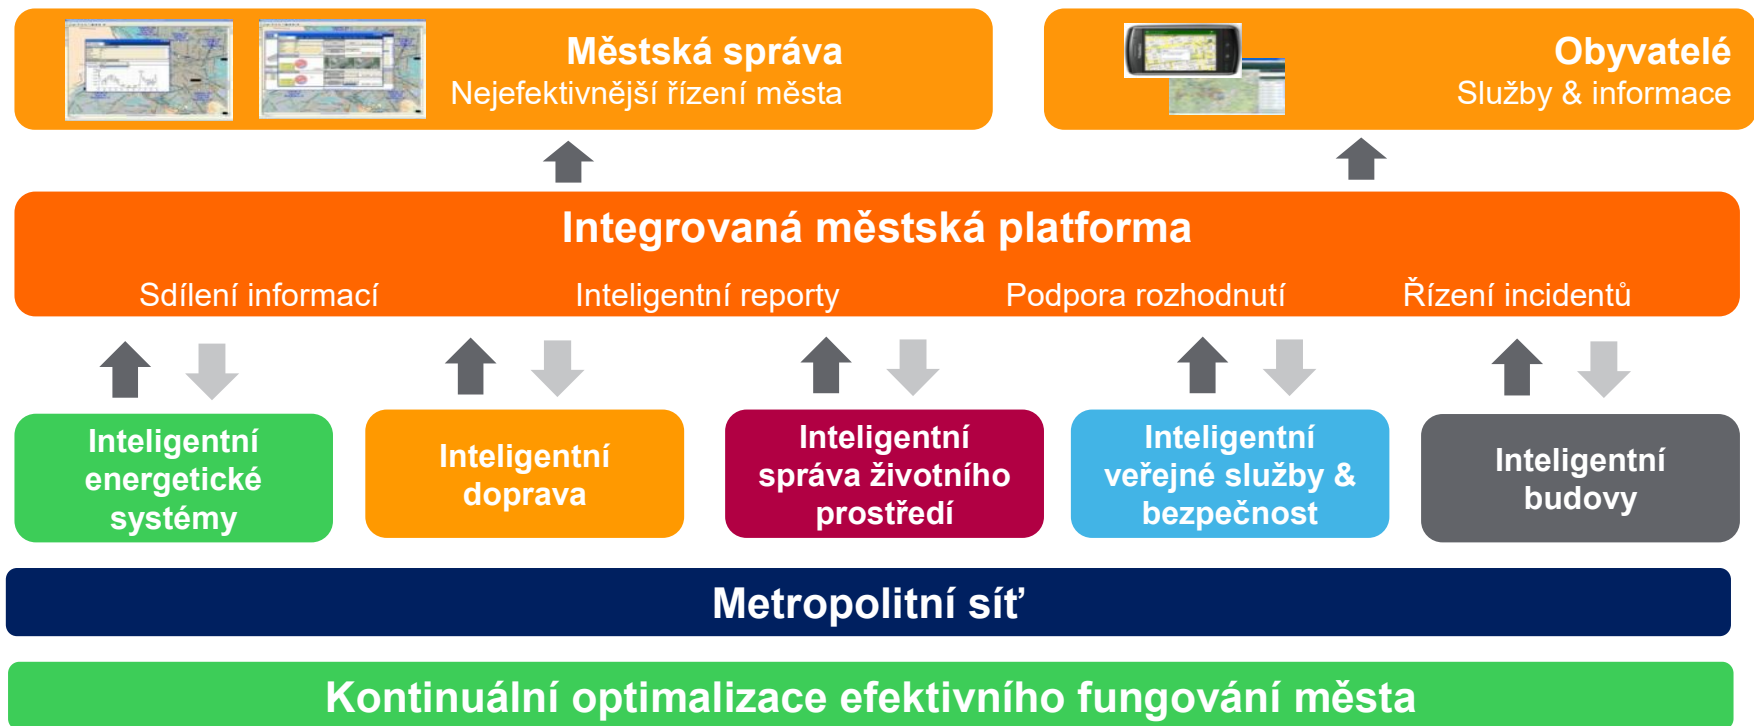 Městská správa
Nejefektivnější řízení města
Obyvatelé
Služby & informace
Integrovaná městská platforma
Sdílení informací
Inteligentní reporty
Podpora rozhodnutí
Řízení incidentů
Inteligentní
energetické
systémy
Inteligentní
doprava
Inteligentní
správa životního
prostředí
Inteligentní
veřejné služby &
bezpečnost
Inteligentní
budovy
Metropolitní síť
Kontinuální optimalizace efektivního fungování města